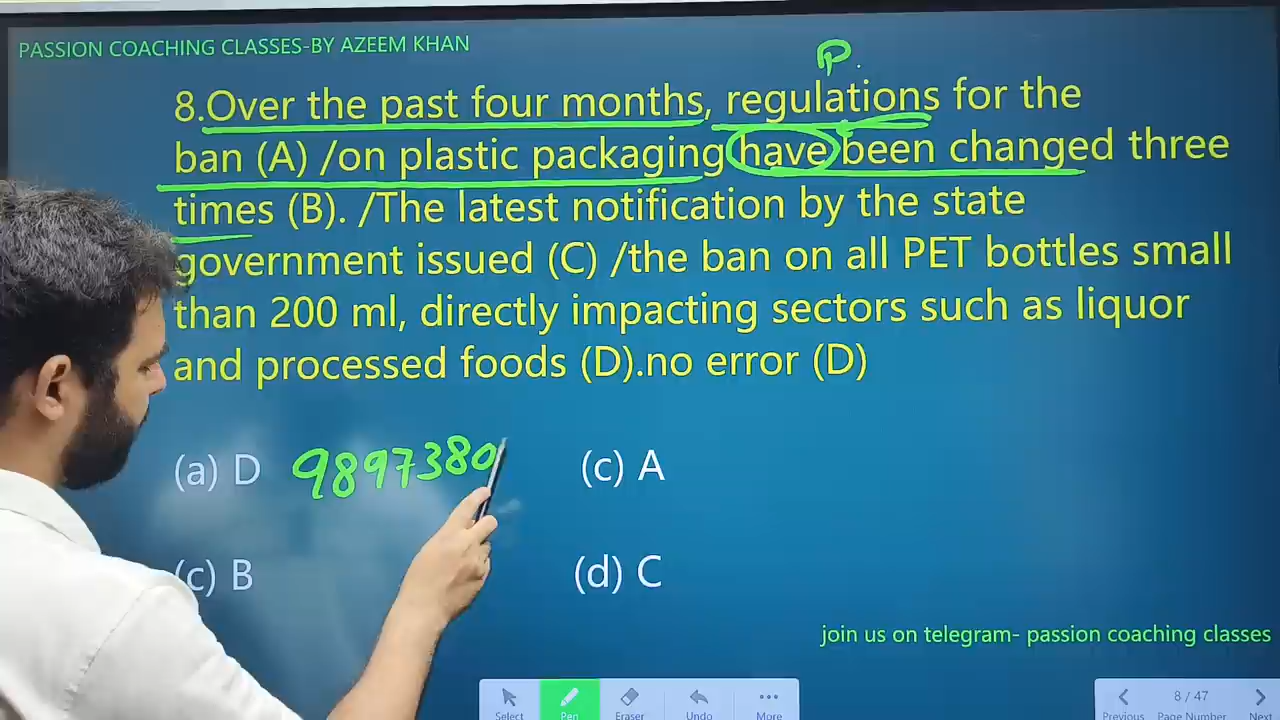 PASSION COACHING CLASSES-BY AZEEM KHAN
P.
8.Over the past four months, regulations for the
ban (A) /on plastic packaging have been changed three
times (B). /The latest notification by the state
government issued (C) /the ban on all PET bottles small
than 200 ml, directly impacting sectors such as liquor
and processed foods (D).no error (D)
(a) D 9897380 (c) A
(c) B (d) C
join us on telegram- passion coaching classes
Select Pen Eraser Undo More
8 / 47
Previous Page Number Next